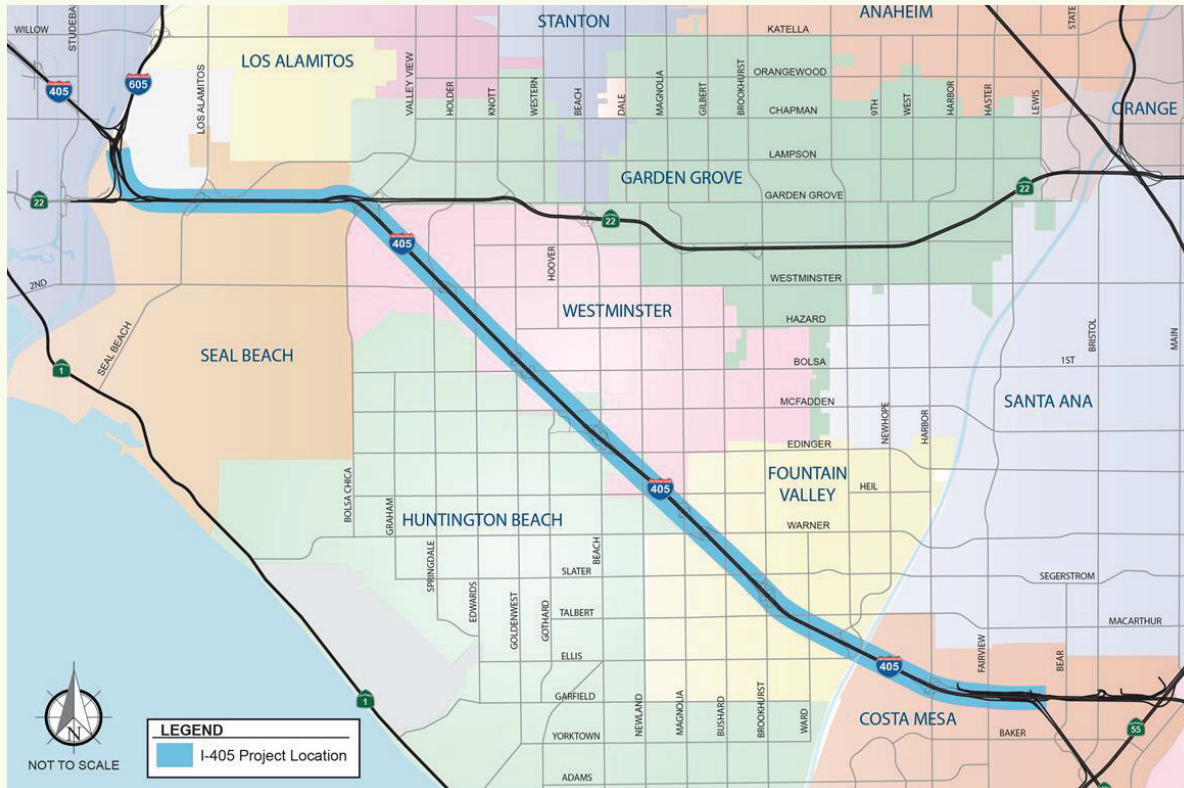 STANTON
ANAHEIM
WILLOW
STUDEBA
STATE
KATELLA
LOS ALAMITOS
405
605
LOS ALAMITOS
VALLEY VIEW
HOLDER
KNOTT
WESTERN
BEACH
DALE
MAGNOLIA
GILBERT
BROOKHURST
ORANGEWOOD
9TH
WEST
HARBOR
HASTER
LEWIS
CHAPMAN
ORANGE
LAMPSON
GARDEN GROVE
22
GARDEN GROVE
22
22
405
HOOVER
WESTMINSTER
2ND
WESTMINSTER
HAZARD
SEAL BEACH
SEAL BEACH
BOLSA
BRISTOL
MAIN
1ST
1
MCFADDEN
NEWHOPE
HARBOR
SANTA ANA
EDINGER
BOLSA CHICA
GRAHAM
405
FOUNTAIN
VALLEY
HEIL
HUNTINGTON BEACH
WARNER
SPRINGDALE
EDWARDS
GOLDENWEST
GOTHARD
BEACH
SLATER
SEGERSTROM
TALBERT
MACARTHUR
ELLIS
405
FAIRVIEW
BEAR
1
GARFIELD
NEWLAND
MAGNOLIA
BUSHARD
BROOKHURST
WARD
COSTA MESA
YORKTOWN
BAKER
55
ADAMS
N
NOT TO SCALE
LEGEND
I-405 Project Location